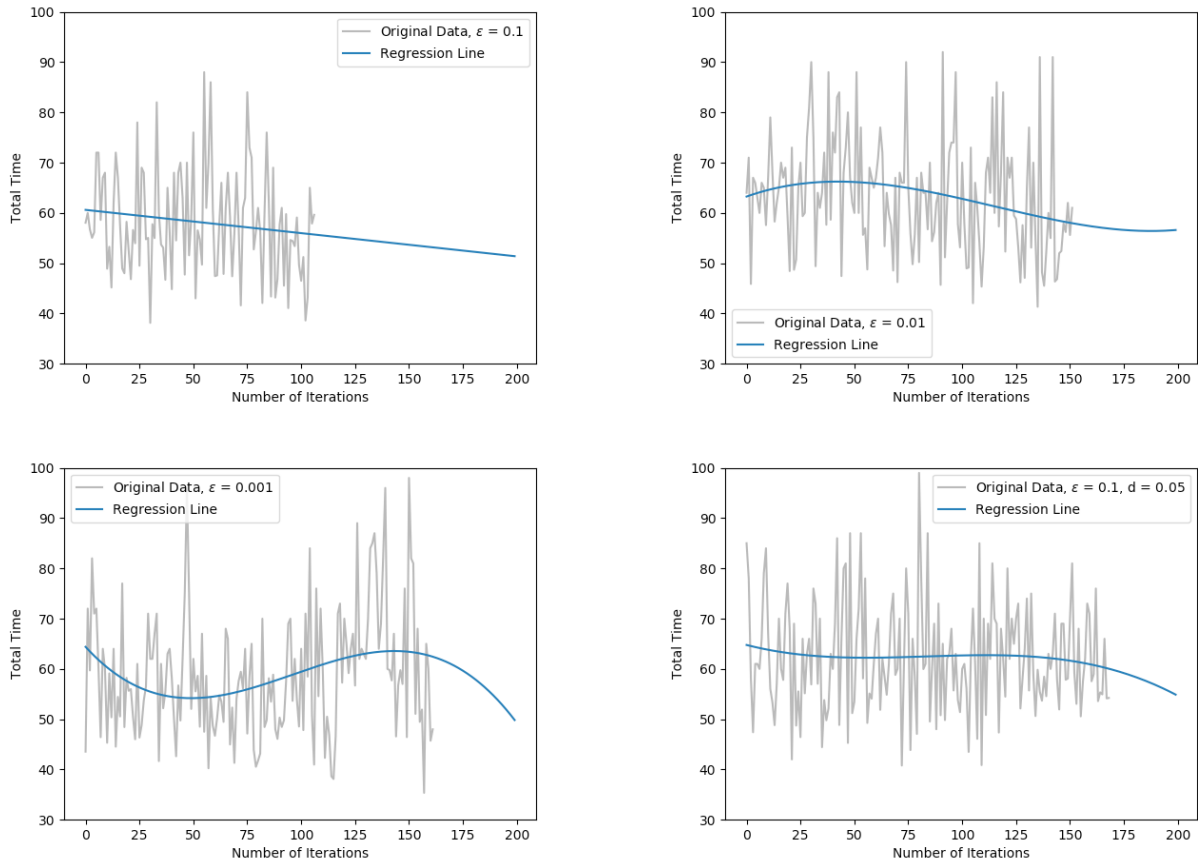 100
90
80
70
60
50
40
30
Total Time
Original Data, ε = 0.1
Regression Line
0 25 50 75 100 125 150 175 200
Number of Iterations
100
90
80
70
60
50
40
30
Total Time
Original Data, ε = 0.01
Regression Line
0 25 50 75 100 125 150 175 200
Number of Iterations
100
90
80
70
60
50
40
30
Total Time
Original Data, ε = 0.001
Regression Line
0 25 50 75 100 125 150 175 200
Number of Iterations
100
90
80
70
60
50
40
30
Total Time
Original Data, ε = 0.1, d = 0.05
Regression Line
0 25 50 75 100 125 150 175 200
Number of Iterations